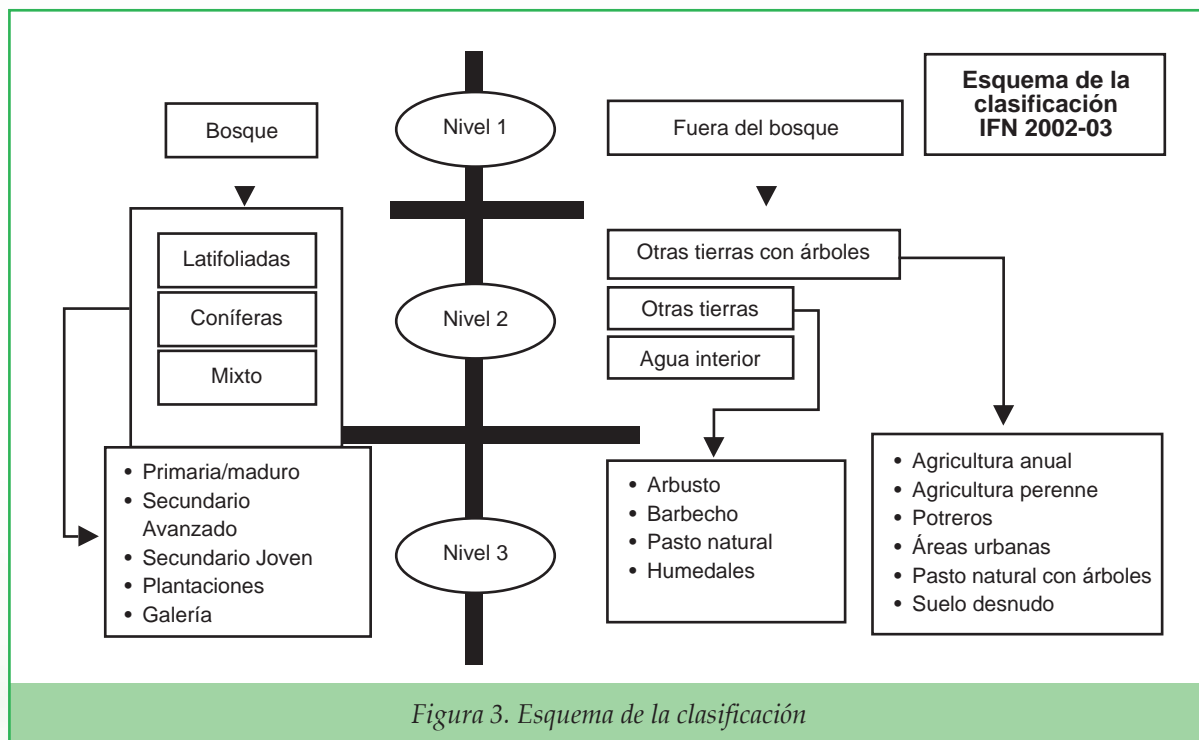 Esquema de la
clasificación
IFN 2002-03
Bosque
Nivel 1
Fuera del bosque
Latifoliadas
Coníferas
Mixto
Nivel 2
Otras tierras con árboles
Otras tierras
Agua interior
• Primaria/maduro
• Secundario
Avanzado
• Secundario Joven
• Plantaciones
• Galería
Nivel 3
• Arbusto
• Barbecho
• Pasto natural
• Humedales
• Agricultura anual
• Agricultura perenne
• Potreros
• Áreas urbanas
• Pasto natural con árboles
• Suelo desnudo
Figura 3. Esquema de la clasificación